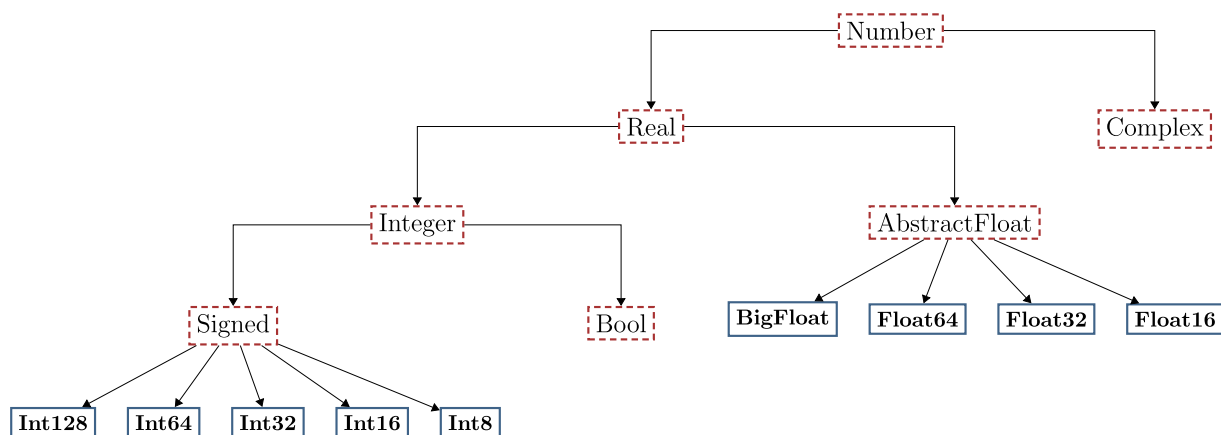 Number
Real
Complex
Integer
AbstractFloat
Signed
Bool
BigFloat
Float64
Float32
Float16
Int128
Int64
Int32
Int16
Int8